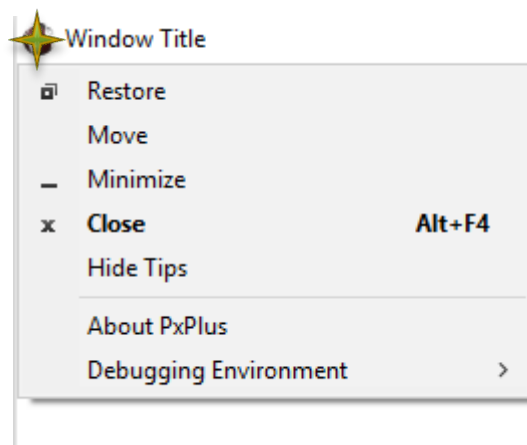 Window Title
Restore
Move
Minimize
Close Alt+F4
Hide Tips
About PxPlus
Debugging Environment